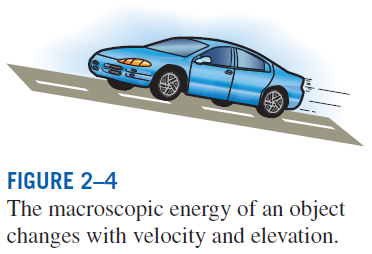 FIGURE 2–4
The macroscopic energy of an object
changes with velocity and elevation.